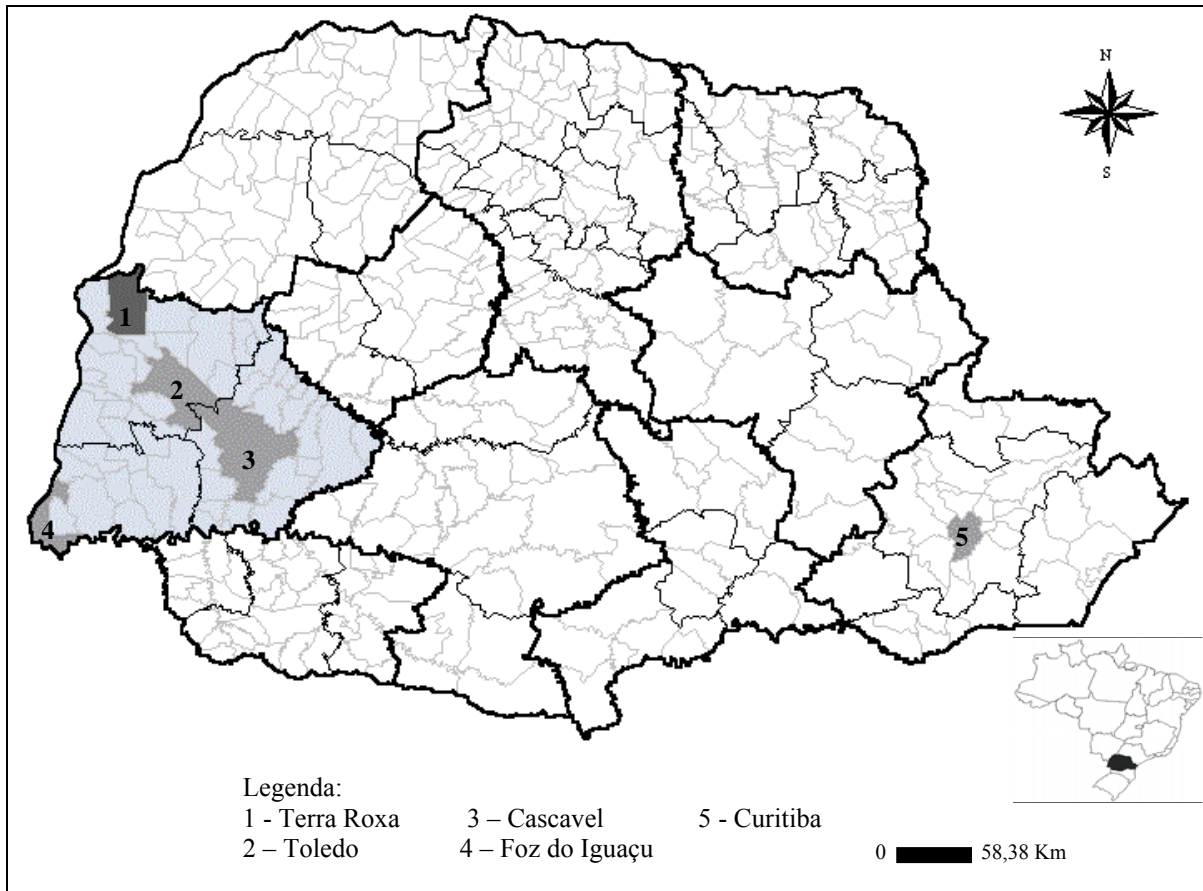 N
S
1
2
3
4
5
Legenda:
1 - Terra Roxa 3 – Cascavel 5 - Curitiba
2 – Toledo 4 – Foz do Iguaçu
0 58,38 Km